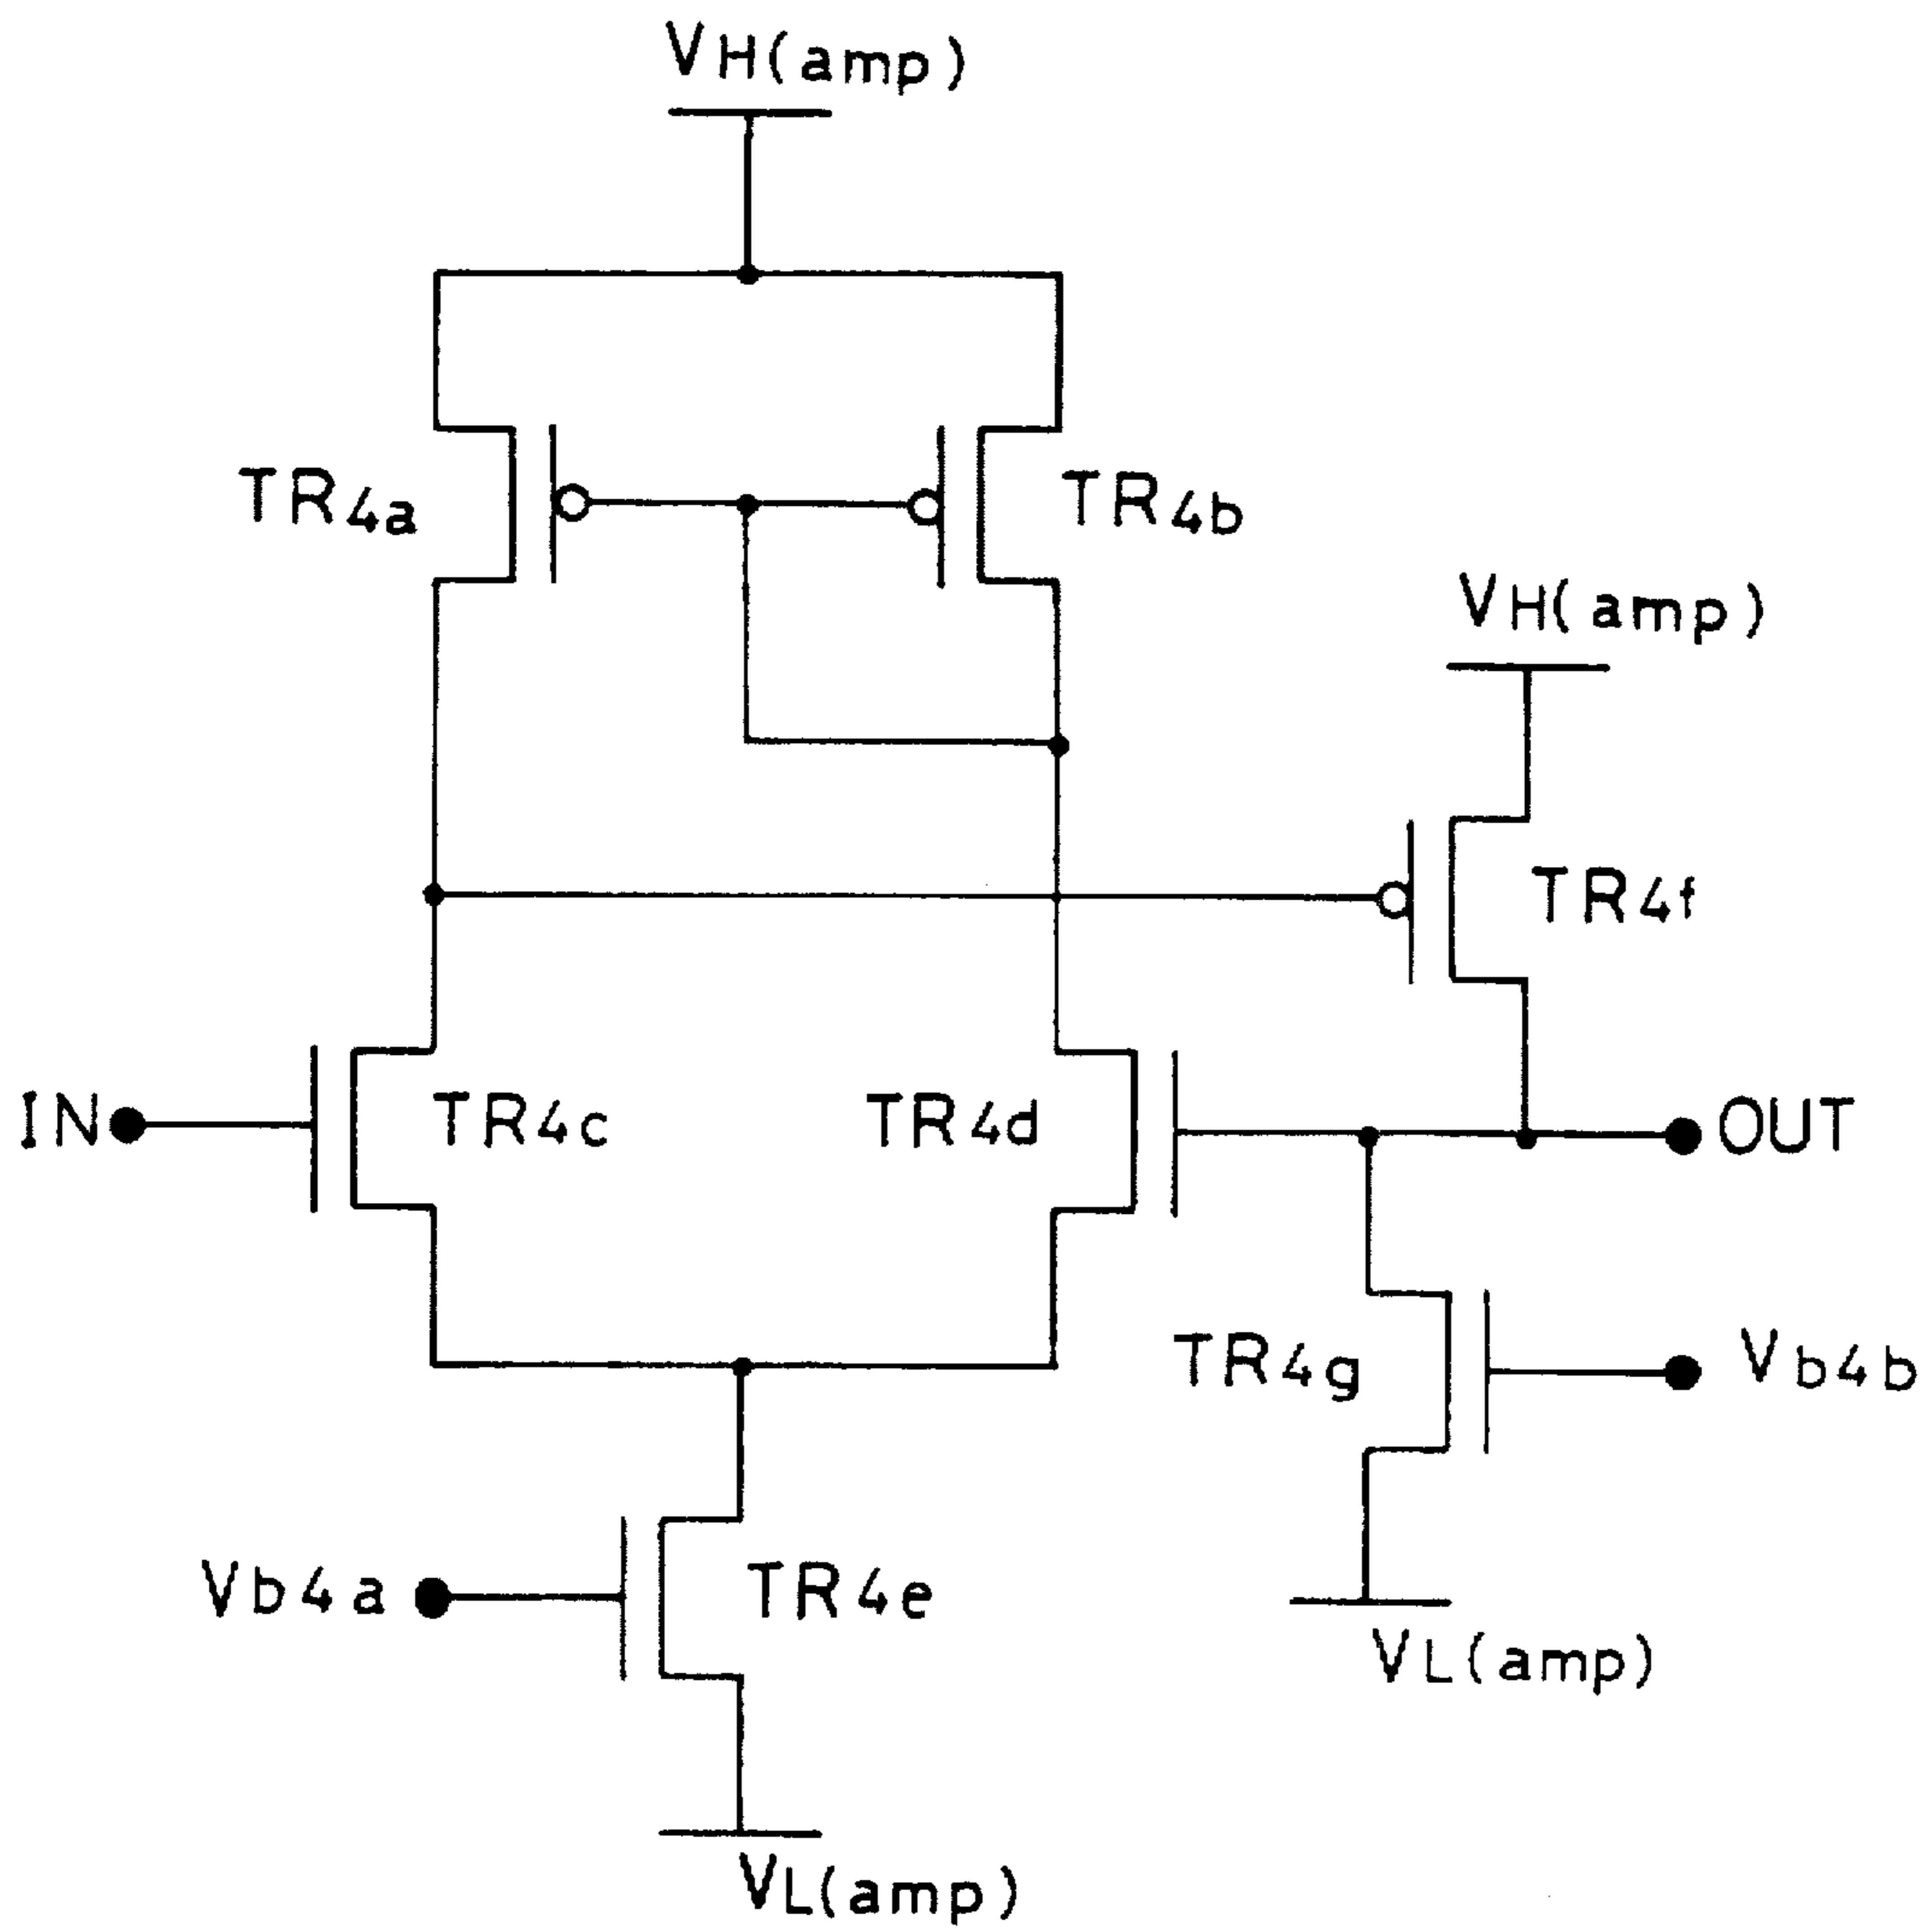 VH(amp)
TR4a
TR4b
VH(amp)
TR4f
IN
TR4c
TR4d
OUT
TR4g
Vb4b
Vb4a
TR4e
VL(amp)
VL(amp)